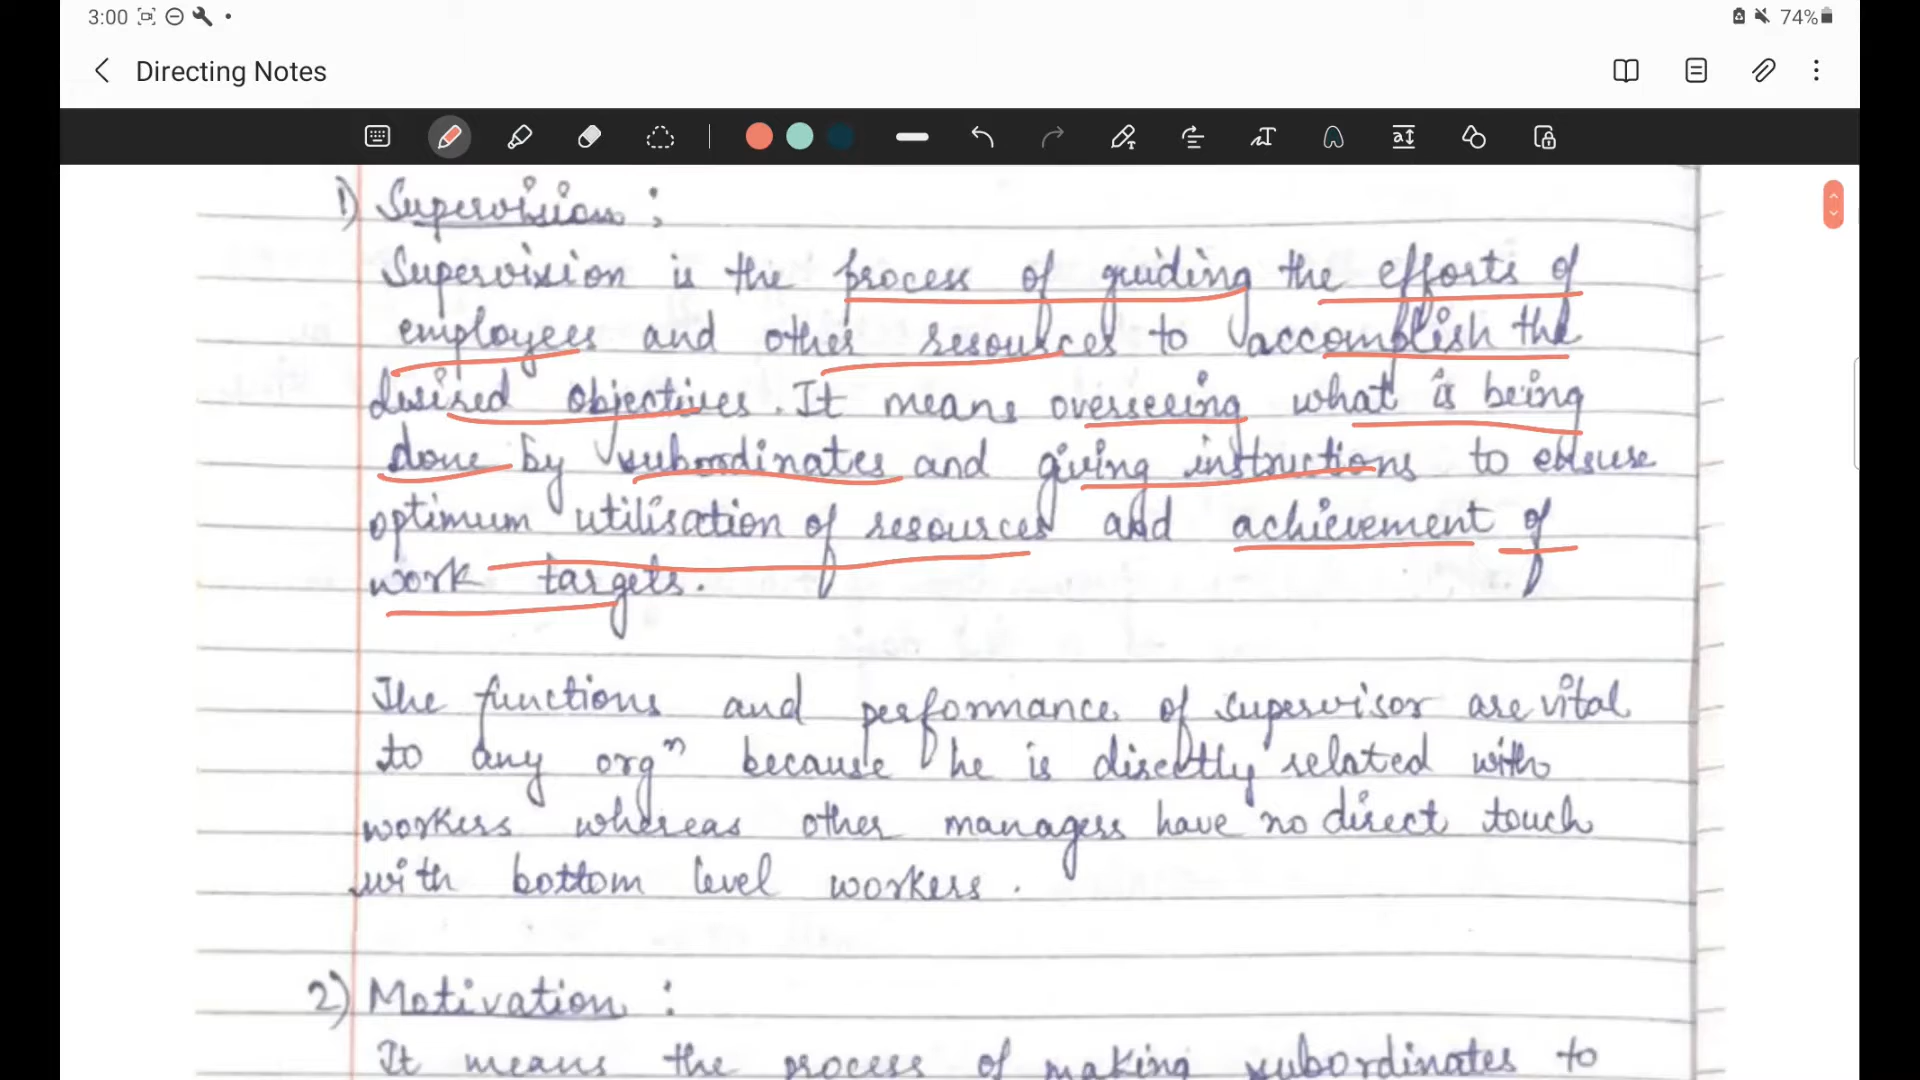 3:00
74%
Directing Notes
1) Supervision :
Supervision is the process of guiding the efforts of
employees and other resources to accomplish the
desired objectives. It means overseeing what is being
done by subordinates and giving instructions to ensure
optimum utilisation of resources and achievement of
work targets.
The functions and performance of supervisor are vital
to any orgⁿ because he is directly related with
workers whereas other managers have no direct touch
with bottom level workers.
2) Motivation :
It means the process of making subordinates to